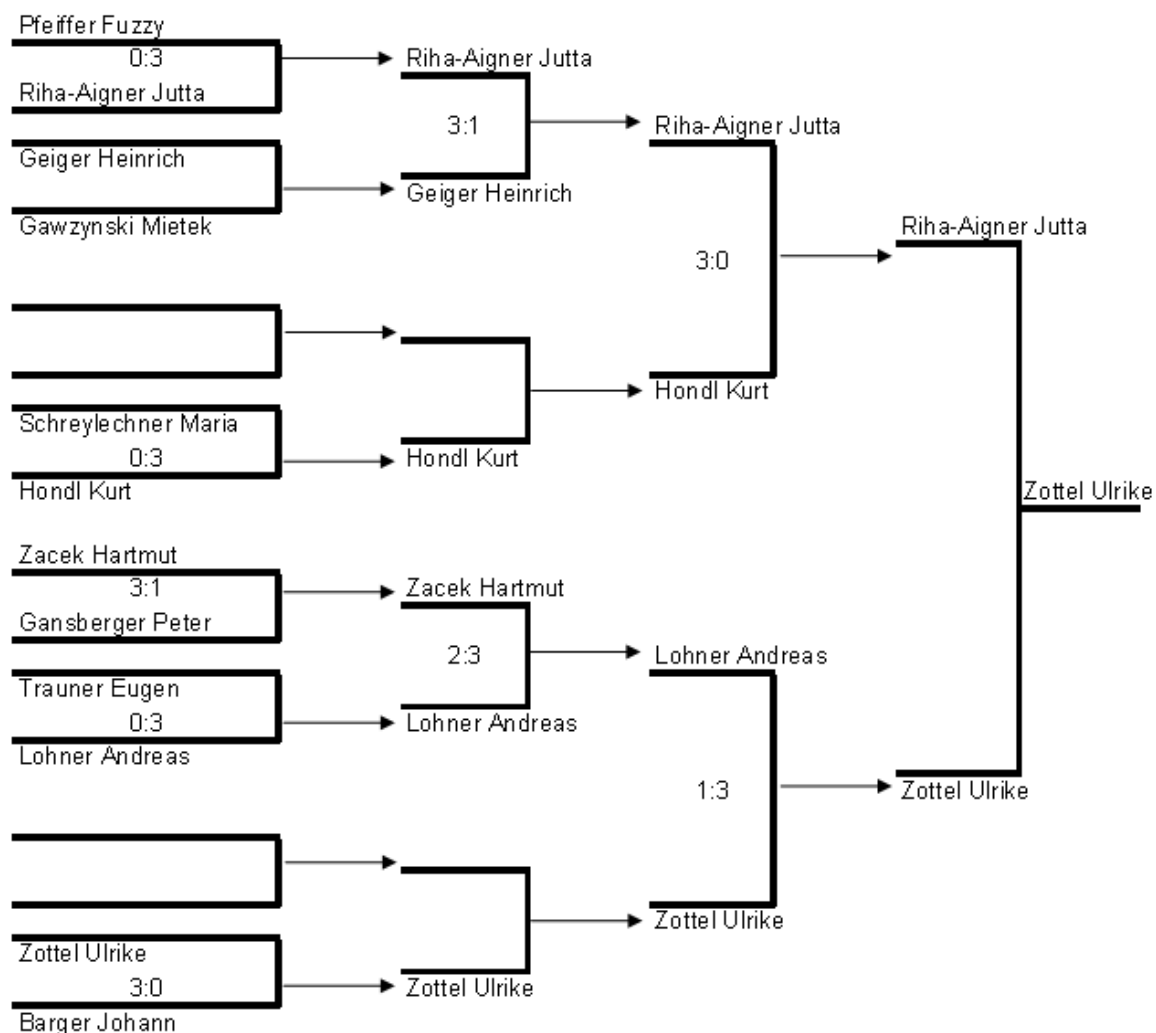 Pfeiffer Fuzzy
0:3
Riha-Aigner Jutta
Geiger Heinrich
Gawzynski Mietek
Schreylechner Maria
0:3
Hondl Kurt
Zacek Hartmut
3:1
Gansberger Peter
Trauner Eugen
0:3
Lohner Andreas
Zottel Ulrike
3:0
Barger Johann
Riha-Aigner Jutta
3:1
Geiger Heinrich
Hondl Kurt
Zacek Hartmut
2:3
Lohner Andreas
Zottel Ulrike
Riha-Aigner Jutta
3:0
Hondl Kurt
Lohner Andreas
1:3
Zottel Ulrike
Riha-Aigner Jutta
Zottel Ulrike
Zottel Ulrike